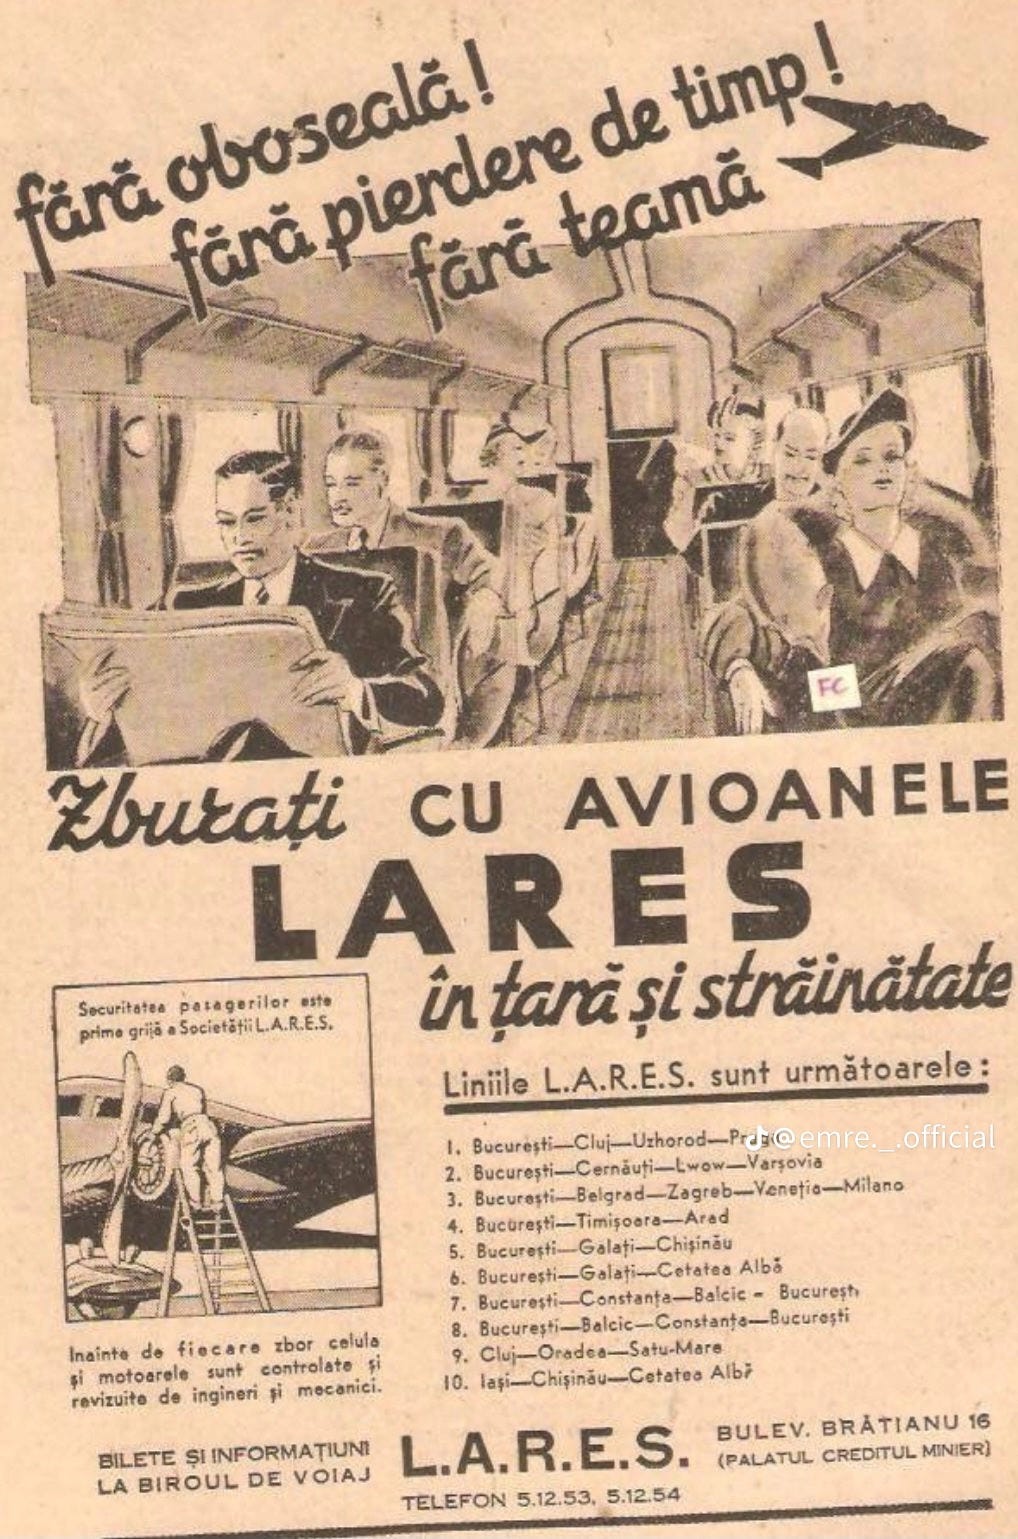 fără oboseală!
fără pierdere de timp!
fără teamă
FC
Zburați CU AVIOANELE
LARES
în țară și străinătate
Securitatea pasagerilor este
prima grijă a Societății L.A.R.E.S.
Liniile L.A.R.E.S. sunt următoarele:
1. București—Cluj—Uzhorod—Praga
@emre._.official
2. București—Cernăuți—Lwow—Varșovia
3. București—Belgrad—Zagreb—Veneția—Milano
4. București—Timișoara—Arad
5. București—Galați—Chișinău
6. București—Galați—Cetatea Albă
7. București—Constanța—Balcic - București
8. București—Balcic—Constanța—București
9. Cluj—Oradea—Satu-Mare
10. Iași—Chișinău—Cetatea Albă
Inainte de fiecare zbor celula
și motoarele sunt controlate și
revizuite de ingineri și mecanici.
BILETE ȘI INFORMAȚIUNI
LA BIROUL DE VOIAJ
L.A.R.E.S.
BULEV. BRĂTIANU 16
(PALATUL CREDITUL MINIER)
TELEFON 5.12.53, 5.12.54